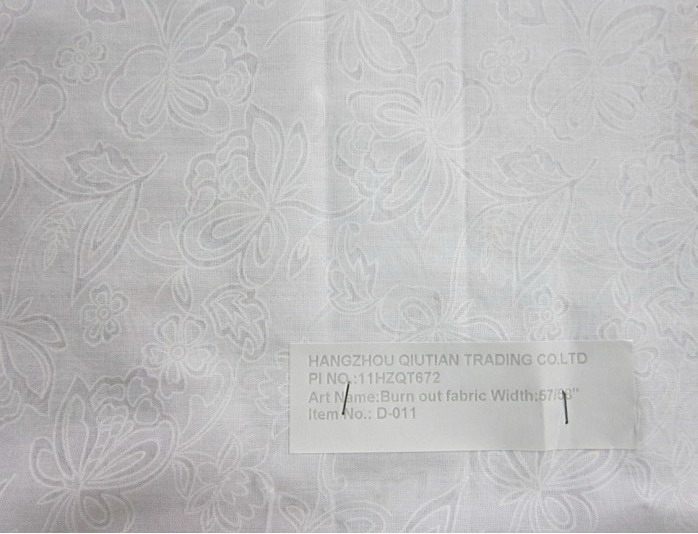 HANGZHOU QIUTIAN TRADING CO.LTD
PI NO.:11HZQT672
Art Name:Burn out fabric Width:57/58"
Item No.: D-011